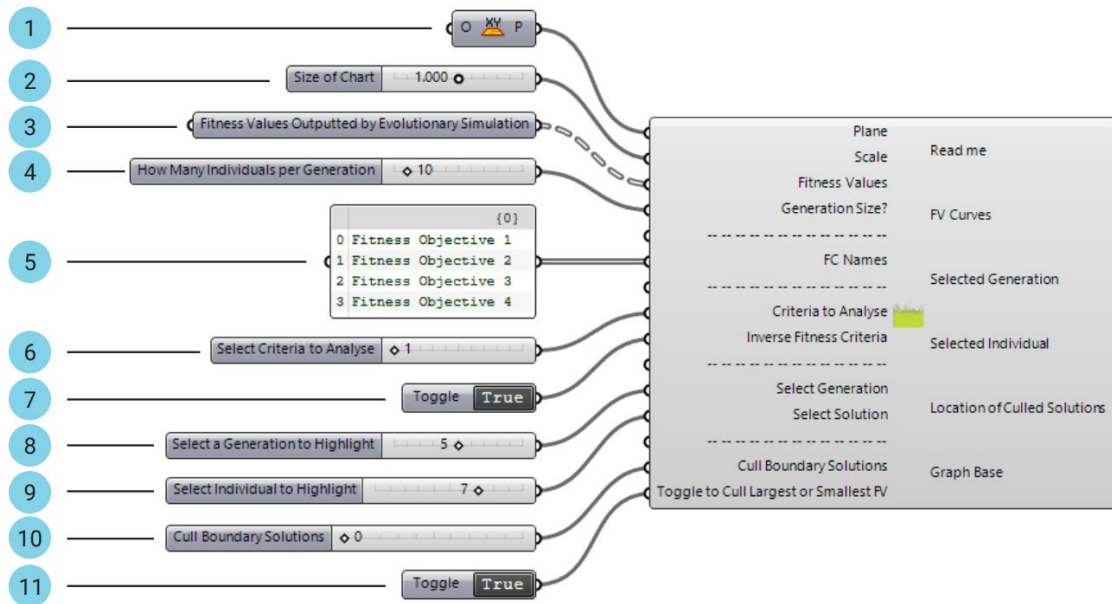 1
O XY P
2
Size of Chart 1.000
3
Fitness Values Outputted by Evolutionary Simulation
4
How Many Individuals per Generation 10
5
{0}
0 Fitness Objective 1
1 Fitness Objective 2
2 Fitness Objective 3
3 Fitness Objective 4
6
Select Criteria to Analyse 1
7
Toggle True
8
Select a Generation to Highlight 5
9
Select Individual to Highlight 7
10
Cull Boundary Solutions 0
11
Toggle True
Plane
Scale
Fitness Values
Generation Size?
-- -- -- -- -- -- -- -- -- -- -- --
FC Names
-- -- -- -- -- -- -- -- -- -- -- --
Criteria to Analyse
Inverse Fitness Criteria
-- -- -- -- -- -- -- -- -- -- -- --
Select Generation
Select Solution
-- -- -- -- -- -- -- -- -- -- -- --
Cull Boundary Solutions
Toggle to Cull Largest or Smallest FV
Read me
FV Curves
Selected Generation
Selected Individual
Location of Culled Solutions
Graph Base